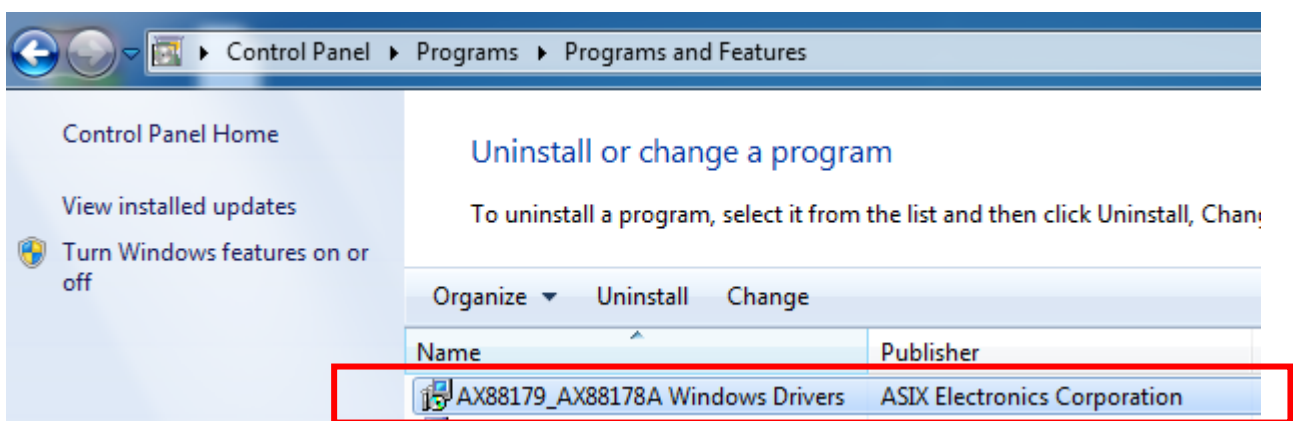 Control Panel ▸ Programs ▸ Programs and Features
Control Panel Home
View installed updates
Turn Windows features on or
off
Uninstall or change a program
To uninstall a program, select it from the list and then click Uninstall,
Organize Uninstall Change
Name Publisher
AX88179_AX88178A Windows Drivers ASIX Electronics Corporation